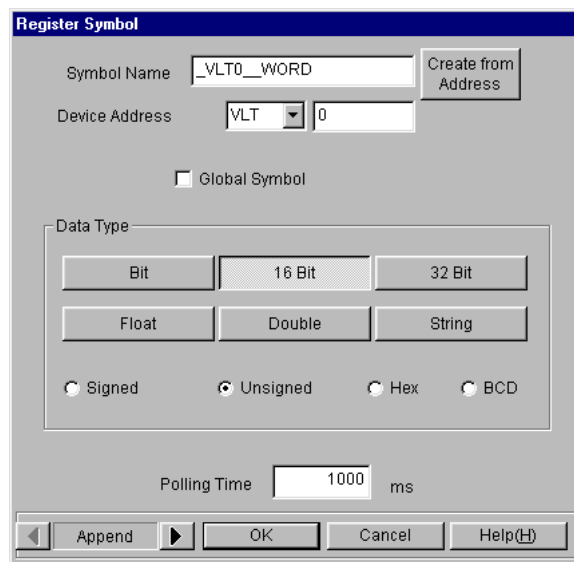 Register Symbol
Symbol Name _VLT0__WORD Create from Address
Device Address VLT 0
Global Symbol
Data Type
Bit 16 Bit 32 Bit
Float Double String
Signed Unsigned Hex BCD
Polling Time 1000 ms
Append OK Cancel Help(H)